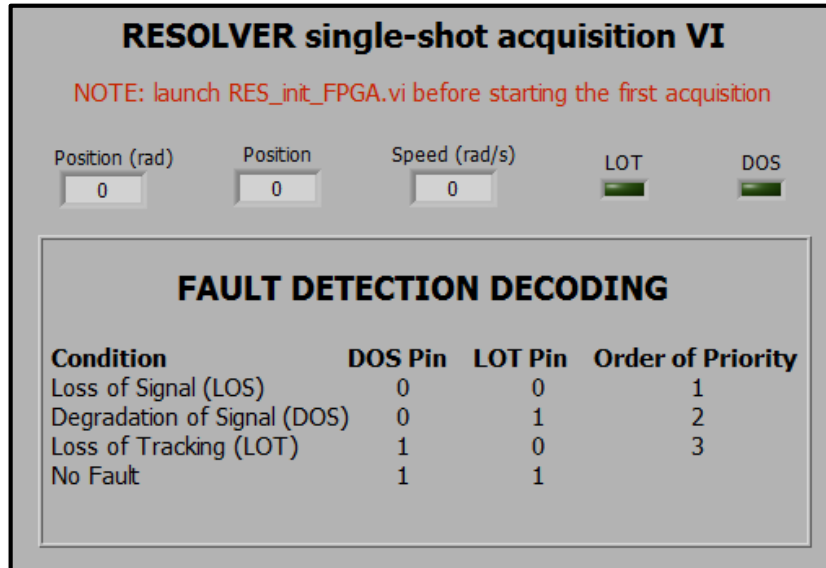 RESOLVER single-shot acquisition VI
NOTE: launch RES_init_FPGA.vi before starting the first acquisition
Position (rad) Position Speed (rad/s) LOT DOS
0 0 0
FAULT DETECTION DECODING
Condition DOS Pin LOT Pin Order of Priority
Loss of Signal (LOS) 0 0 1
Degradation of Signal (DOS) 0 1 2
Loss of Tracking (LOT) 1 0 3
No Fault 1 1